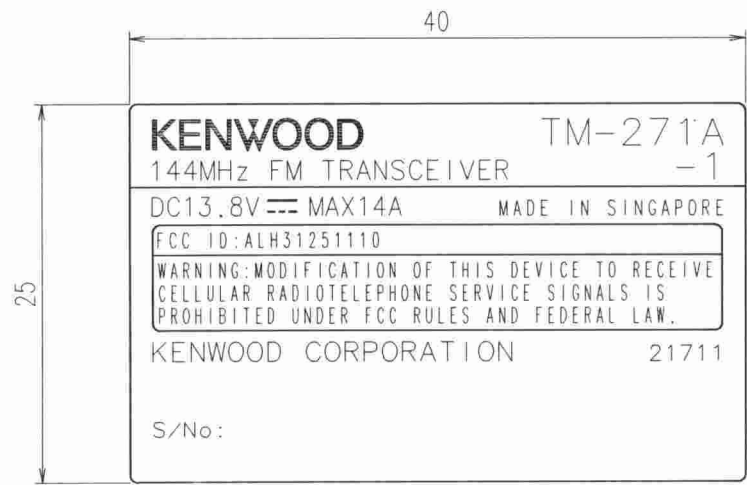 40
25
KENWOOD TM-271A
144MHz FM TRANSCEIVER -1
DC13.8V MAX14A MADE IN SINGAPORE
FCC ID:ALH31251110
WARNING:MODIFICATION OF THIS DEVICE TO RECEIVE
CELLULAR RADIOTELEPHONE SERVICE SIGNALS IS
PROHIBITED UNDER FCC RULES AND FEDERAL LAW.
KENWOOD CORPORATION 21711
S/No: